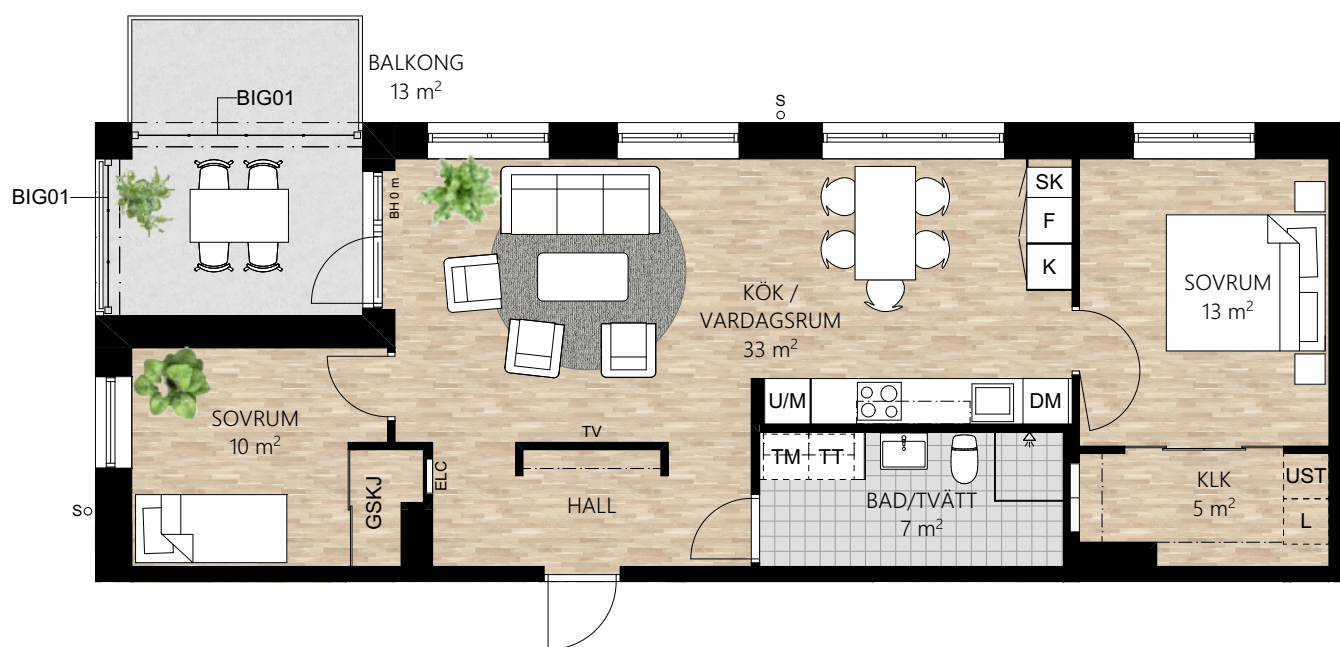 BALKONG
13 m²
BIG01
S
BIG01
BH 0 m
SK
F
K
KÖK /
VARDAGSRUM
33 m²
SOVRUM
13 m²
SOVRUM
10 m²
U/M
DM
TV
TM
TT
ELC
GSKJ
HALL
BAD/TVÄTT
7 m²
KLK
5 m²
UST
L
S